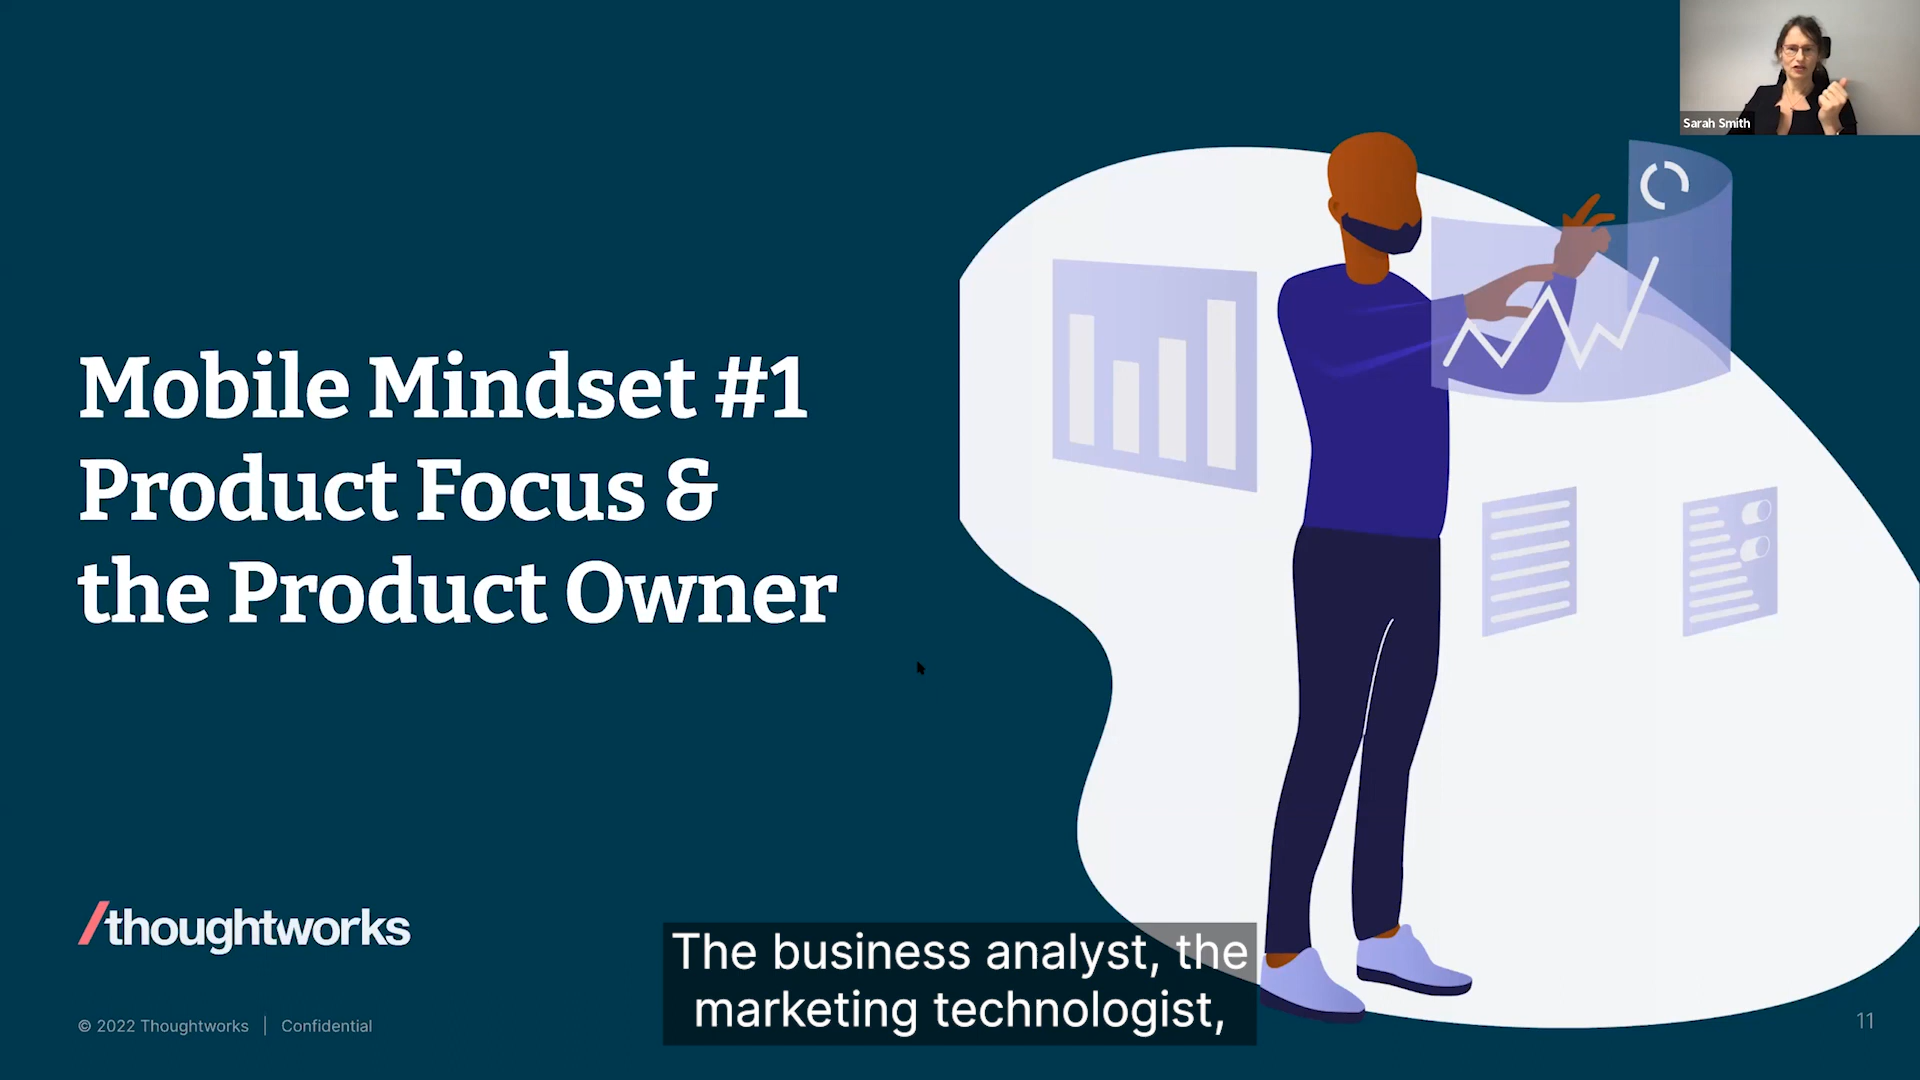 Sarah Smith
Mobile Mindset #1
Product Focus &
the Product Owner
/thoughtworks
The business analyst, the
marketing technologist,
© 2022 Thoughtworks | Confidential
11